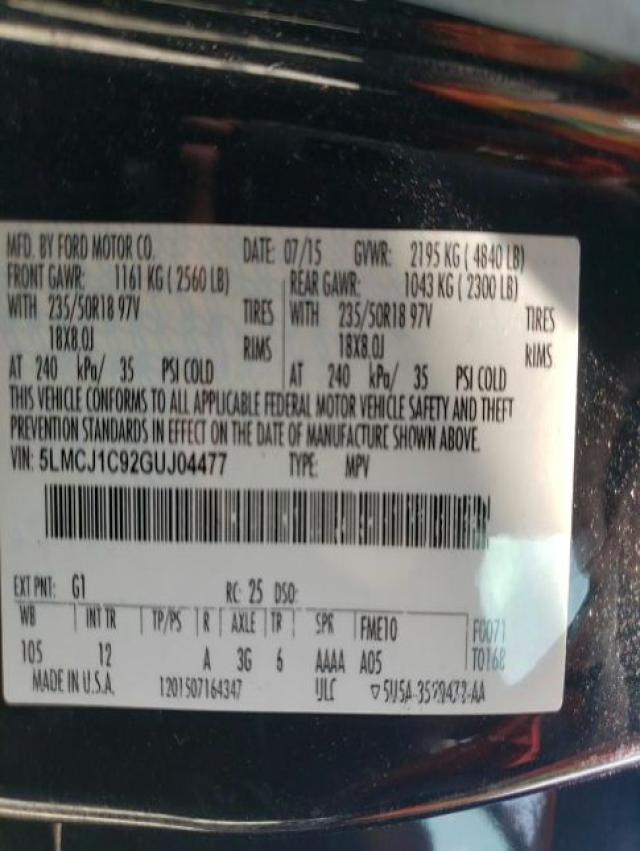 MFD. BY FORD MOTOR CO. DATE: 07/15 GVWR: 2195 KG ( 4840 LB)
FRONT GAWR: 1161 KG ( 2560 LB) REAR GAWR: 1043 KG ( 2300 LB)
WITH 235/50R18 97V TIRES WITH 235/50R18 97V TIRES
18X8.0J RIMS 18X8.0J RIMS
AT 240 kPa/ 35 PSI COLD AT 240 kPa/ 35 PSI COLD
THIS VEHICLE CONFORMS TO ALL APPLICABLE FEDERAL MOTOR VEHICLE SAFETY AND THEFT
PREVENTION STANDARDS IN EFFECT ON THE DATE OF MANUFACTURE SHOWN ABOVE.
VIN: 5LMCJ1C92GUJ04477 TYPE: MPV
EXT PNT: G1 RC: 25 DSO:
WB INT TR TP/PS R AXLE TR SPR FME10 F0071
105 12 A 3G 6 AAAA A05 T0168
MADE IN U.S.A. 1201507164347 ULC